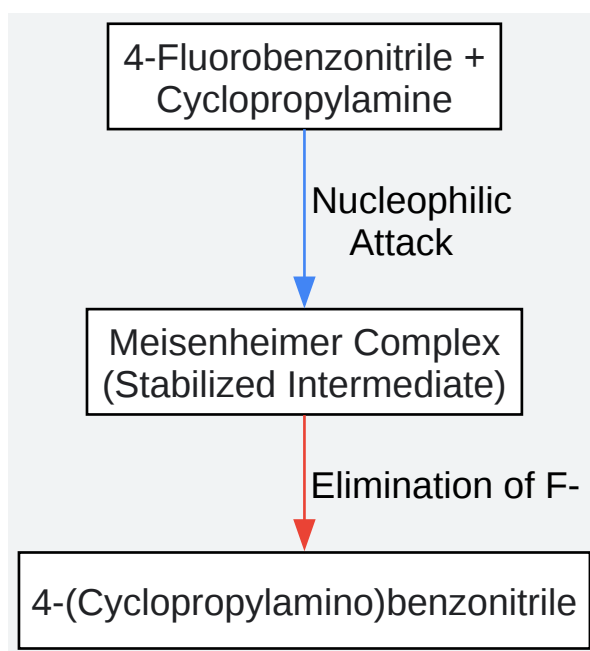 4-Fluorobenzonitrile +
Cyclopropylamine
Nucleophilic
Attack
Meisenheimer Complex
(Stabilized Intermediate)
Elimination of F-
4-(Cyclopropylamino)benzonitrile